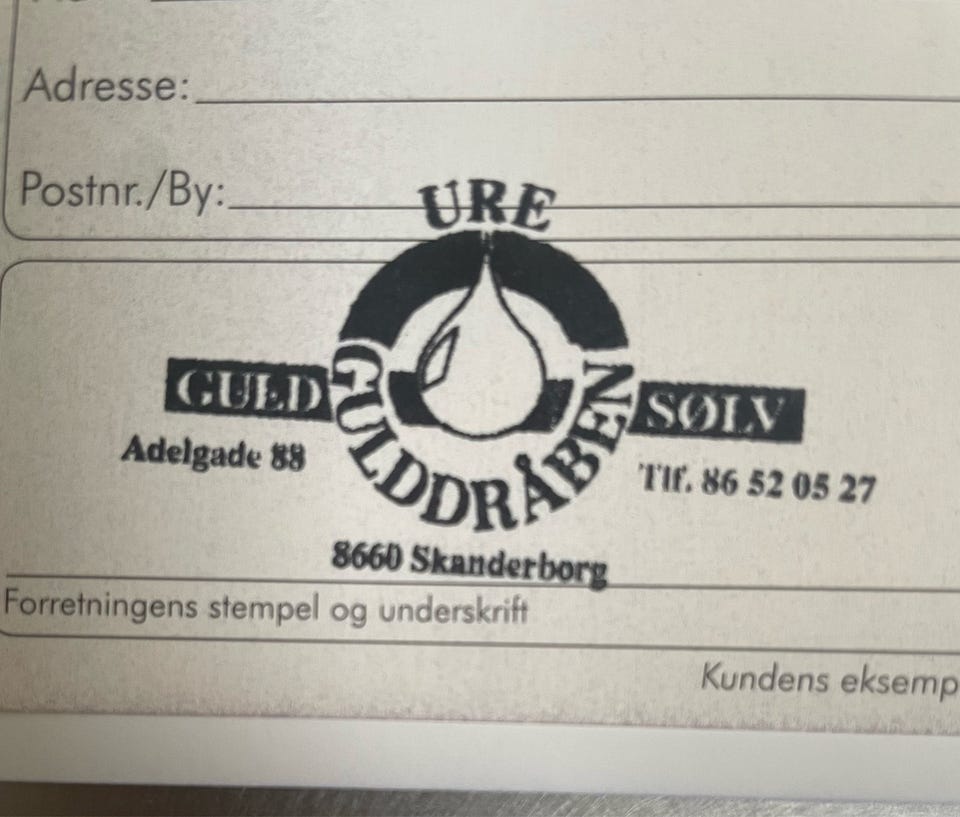 Adresse:
Postnr./By:
URE
GULD
GULDDRÅBEN
SØLV
Adelgade 88
Tlf. 86 52 05 27
8660 Skanderborg
Forretningens stempel og underskrift
Kundens eksemp